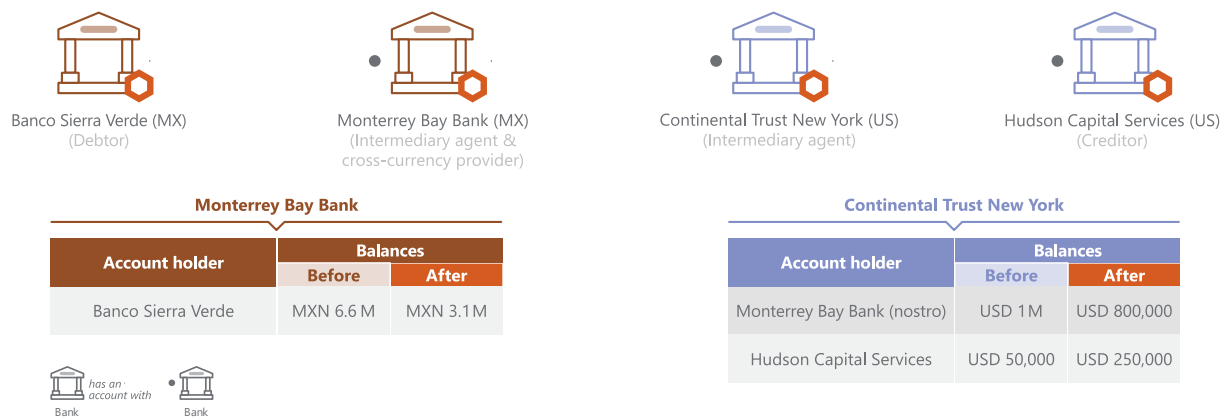 Banco Sierra Verde (MX)
(Debtor)
Monterrey Bay Bank (MX)
(Intermediary agent &
cross-currency provider)
Continental Trust New York (US)
(Intermediary agent)
Hudson Capital Services (US)
(Creditor)
Monterrey Bay Bank
Account holder
Balances
Before
After
Banco Sierra Verde
MXN 6.6 M
MXN 3.1 M
Continental Trust New York
Account holder
Balances
Before
After
Monterrey Bay Bank (nostro)
USD 1 M
USD 800,000
Hudson Capital Services
USD 50,000
USD 250,000
has an
account with
Bank
Bank